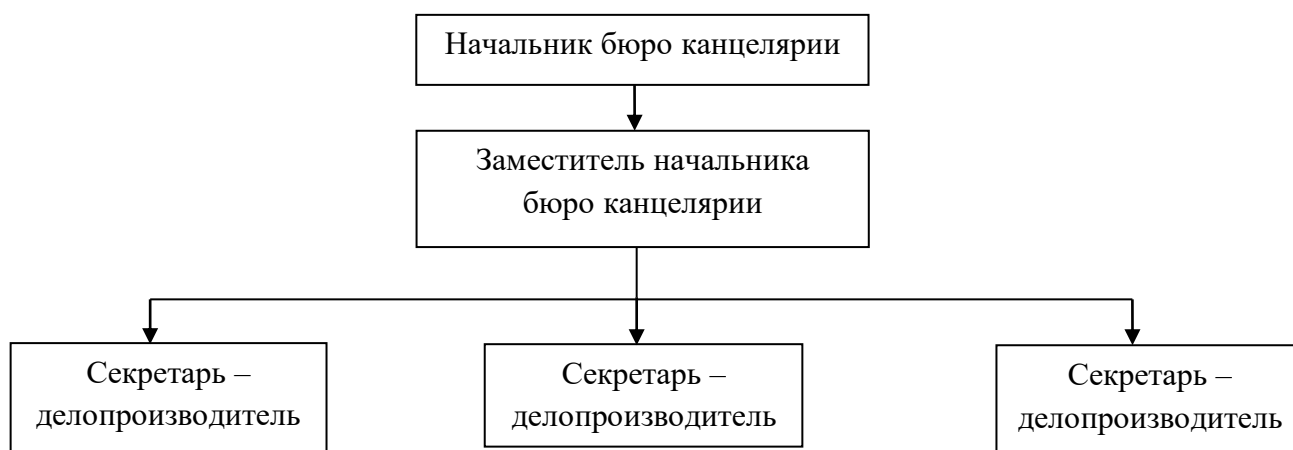 Начальник бюро канцелярии
Заместитель начальника
бюро канцелярии
Секретарь –
делопроизводитель
Секретарь –
делопроизводитель
Секретарь –
делопроизводитель